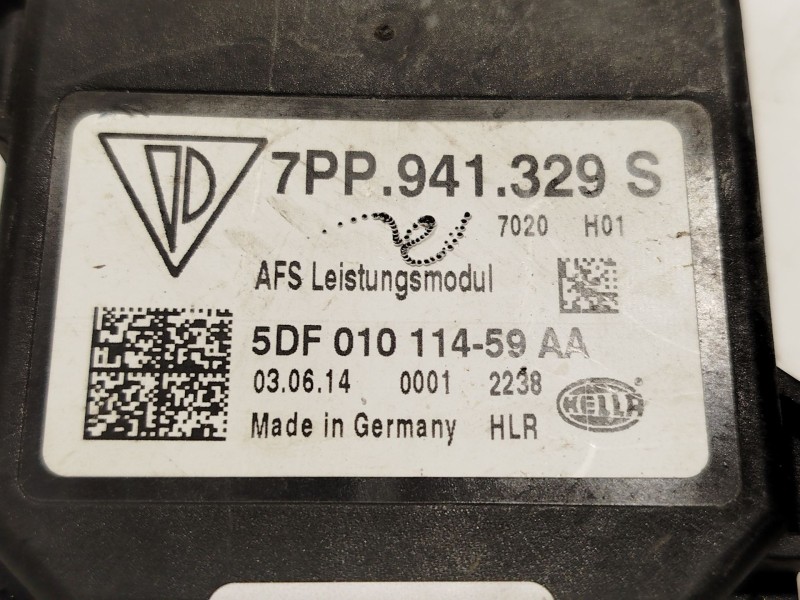 7PP.941.329 S
7020 H01
AFS Leistungsmodul
5DF 010 114-59 AA
03.06.14 0001 2238
HELLA
Made in Germany HLR